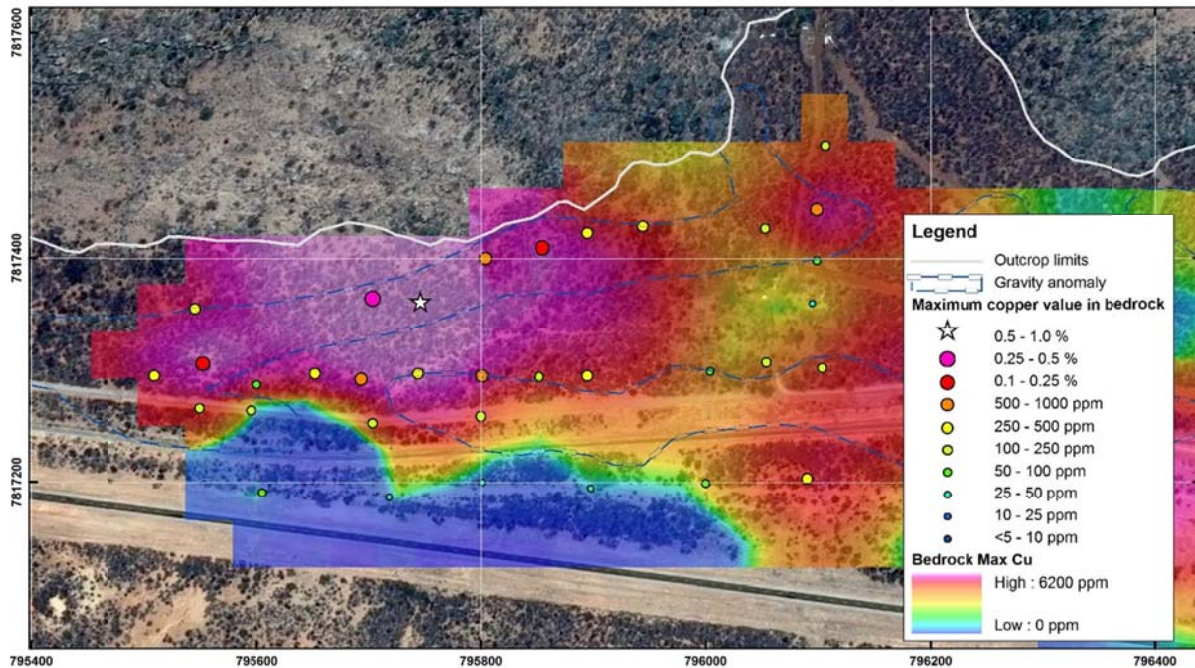 7817600
7817400
7817200
795400
795600
795800
796000
796200
796400
Legend
Outcrop limits
Gravity anomaly
Maximum copper value in bedrock
0.5 - 1.0 %
0.25 - 0.5 %
0.1 - 0.25 %
500 - 1000 ppm
250 - 500 ppm
100 - 250 ppm
50 - 100 ppm
25 - 50 ppm
10 - 25 ppm
<5 - 10 ppm
Bedrock Max Cu
High : 6200 ppm
Low : 0 ppm